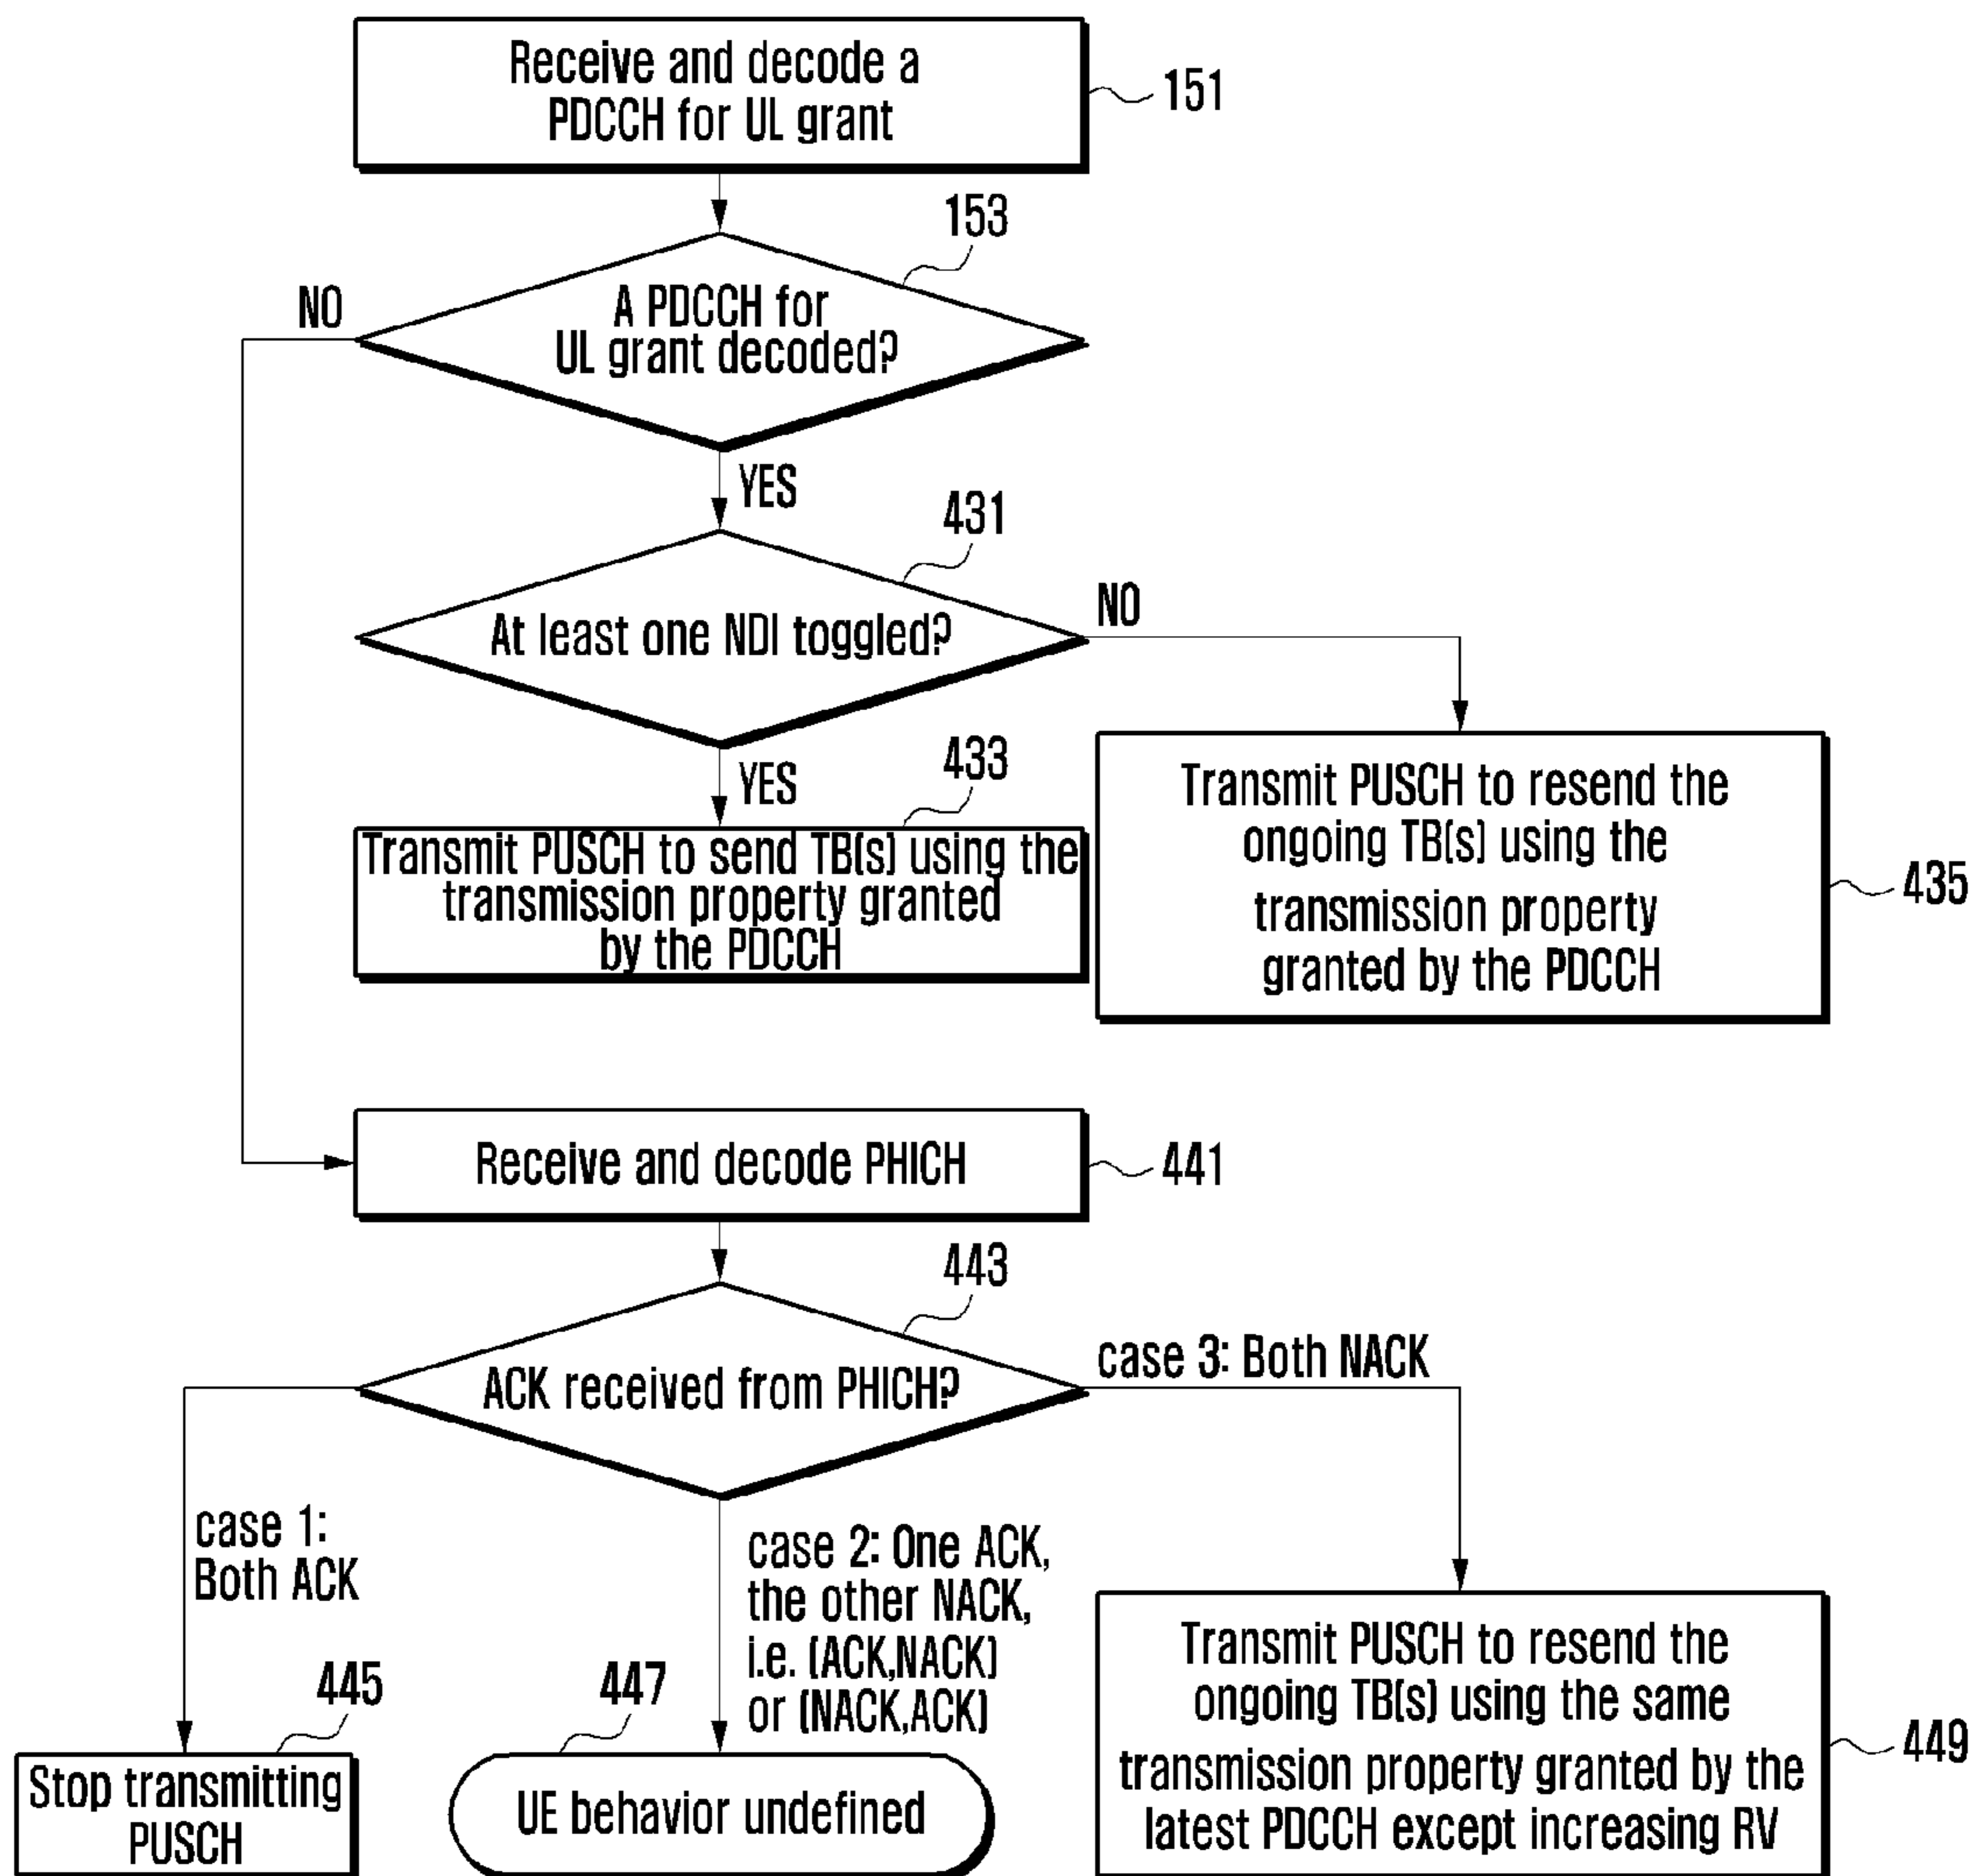 Receive and decode a
PDCCH for UL grant
151
153
NO
A PDCCH for
UL grant decoded?
YES
431
NO
At least one NDI toggled?
YES
433
Transmit PUSCH to send TB(s) using the
transmission property granted
by the PDCCH
Transmit PUSCH to resend the
ongoing TB(s) using the
transmission property
granted by the PDCCH
435
Receive and decode PHICH
441
443
ACK received from PHICH?
case 3: Both NACK
case 1:
Both ACK
case 2: One ACK,
the other NACK,
i.e. (ACK,NACK)
or (NACK,ACK)
445
Stop transmitting
PUSCH
447
UE behavior undefined
Transmit PUSCH to resend the
ongoing TB(s) using the same
transmission property granted by the
latest PDCCH except increasing RV
449